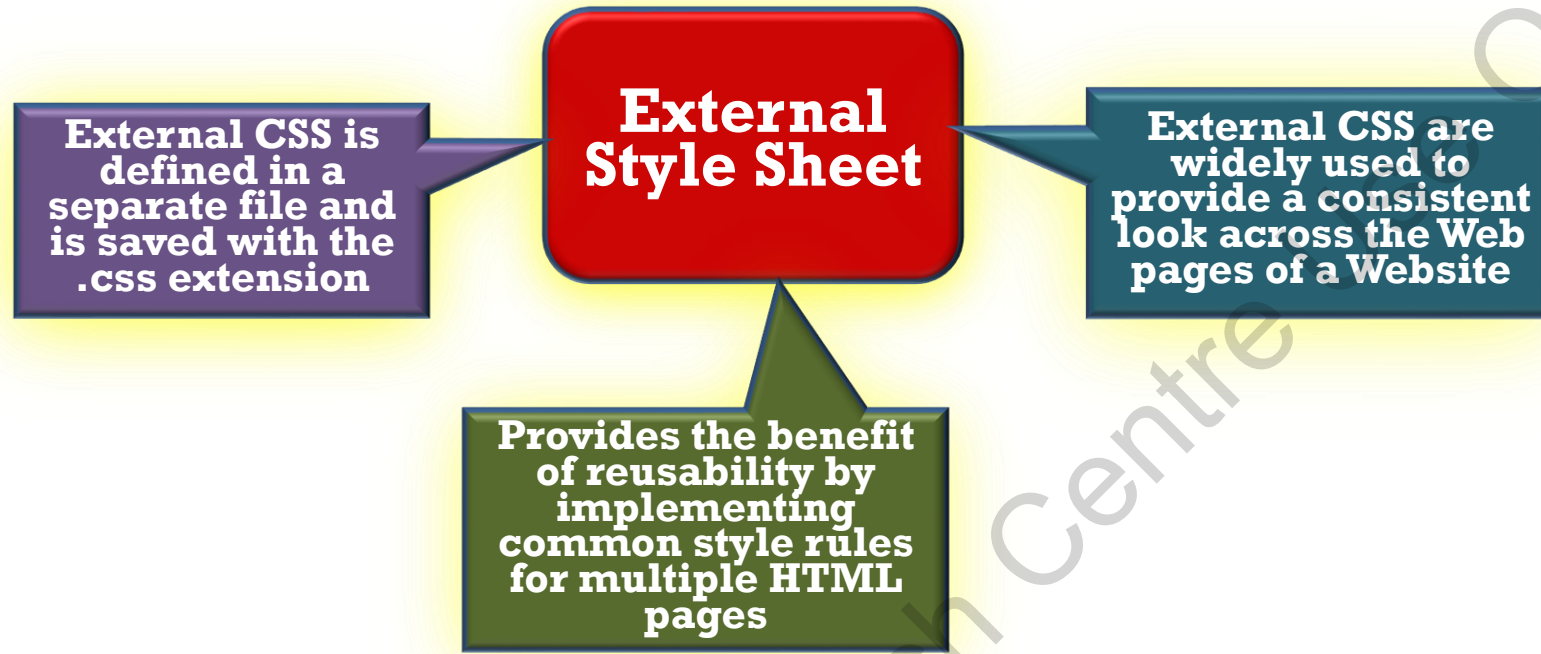 External
Style Sheet
External CSS is
defined in a
separate file and
is saved with the
.css extension
External CSS are
widely used to
provide a consistent
look across the Web
pages of a Website
Provides the benefit
of reusability by
implementing
common style rules
for multiple HTML
pages
Centre Use